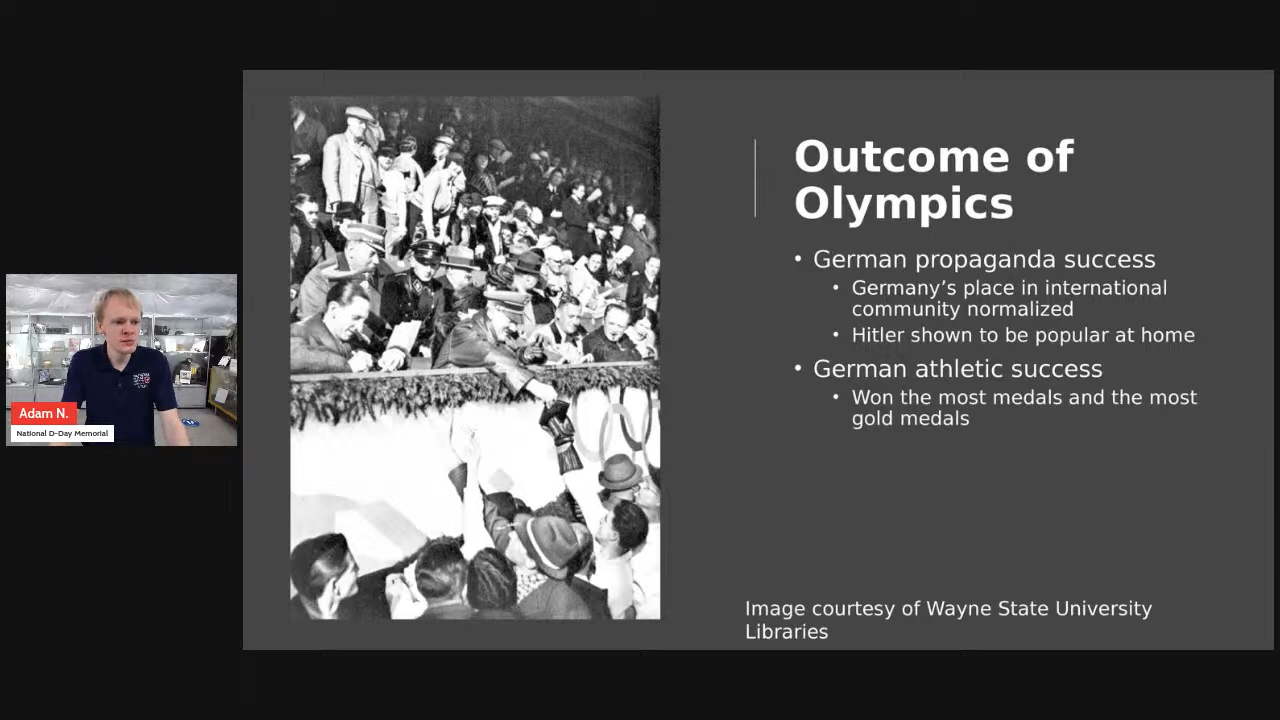 Outcome of
Olympics
• German propaganda success
• Germany’s place in international
community normalized
• Hitler shown to be popular at home
• German athletic success
• Won the most medals and the most
gold medals
Image courtesy of Wayne State University
Libraries
Adam N.
National D-Day Memorial